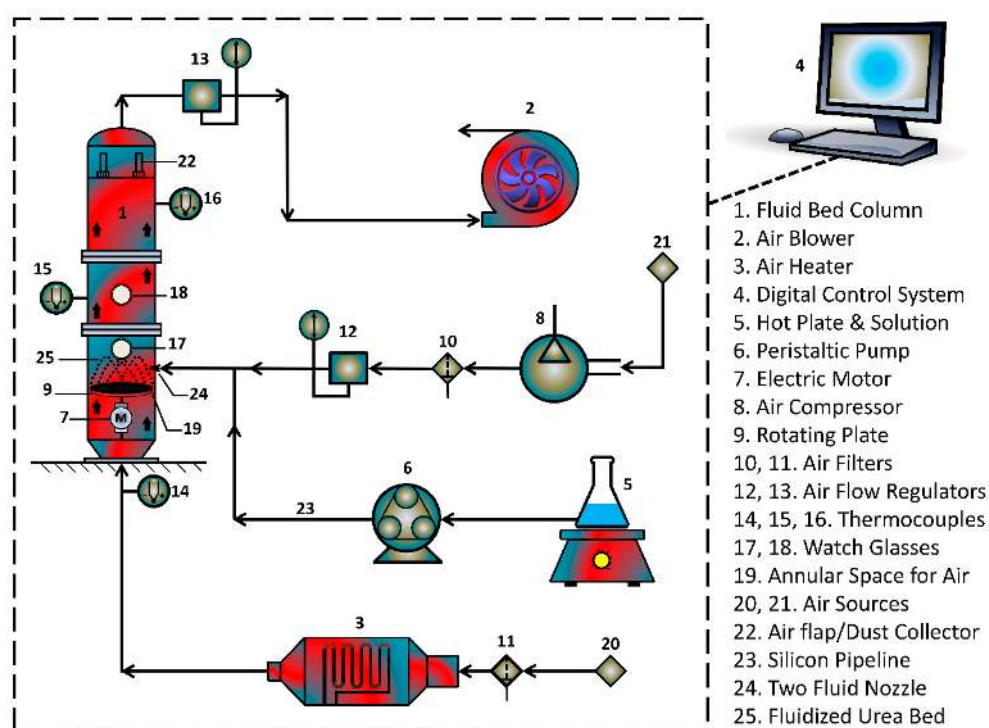 13
2
4
22
16
1
21
15
18
8
12
10
17
25
24
9
7
M
19
6
5
14
23
3
11
20
1. Fluid Bed Column
2. Air Blower
3. Air Heater
4. Digital Control System
5. Hot Plate & Solution
6. Peristaltic Pump
7. Electric Motor
8. Air Compressor
9. Rotating Plate
10, 11. Air Filters
12, 13. Air Flow Regulators
14, 15, 16. Thermocouples
17, 18. Watch Glasses
19. Annular Space for Air
20, 21. Air Sources
22. Air flap/Dust Collector
23. Silicon Pipeline
24. Two Fluid Nozzle
25. Fluidized Urea Bed